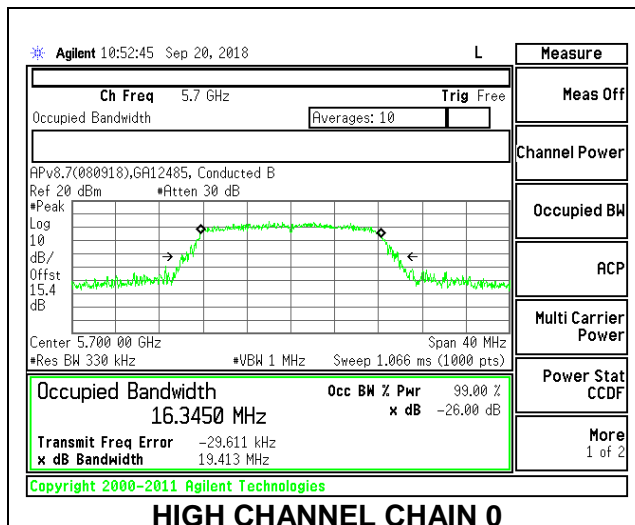 Agilent 10:52:45 Sep 20, 2018 L
Measure
Ch Freq 5.7 GHz Trig Free
Meas Off
Occupied Bandwidth Averages: 10
Channel Power
APv8.7(080918),GA12485, Conducted B
Ref 20 dBm #Atten 30 dB
#Peak
Occupied BW
Log
10
dB/
ACP
Offst
15.4
dB
Multi Carrier
Power
Center 5.700 00 GHz Span 40 MHz
#Res BW 330 kHz #VBW 1 MHz Sweep 1.066 ms (1000 pts)
Power Stat
CCDF
Occupied Bandwidth Occ BW % Pwr 99.00 %
16.3450 MHz x dB -26.00 dB
More
1 of 2
Transmit Freq Error -29.611 kHz
x dB Bandwidth 19.413 MHz
Copyright 2000-2011 Agilent Technologies
HIGH CHANNEL CHAIN 0